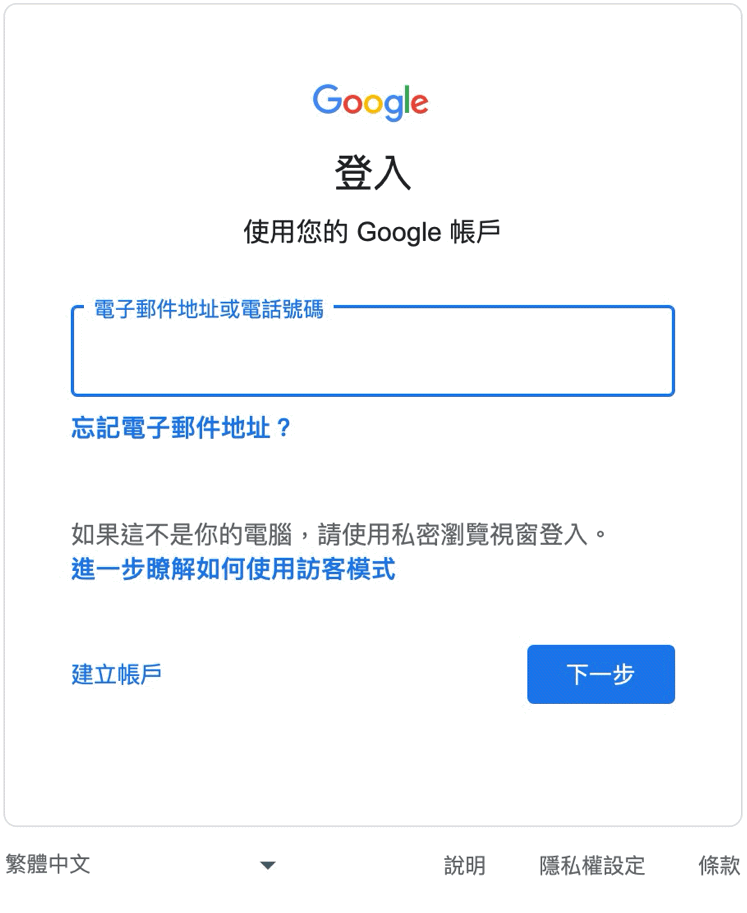 Google
登入
使用您的 Google 帳戶
電子郵件地址或電話號碼
忘記電子郵件地址？
如果這不是你的電腦，請使用私密瀏覽視窗登入。
進一步瞭解如何使用訪客模式
建立帳戶
下一步
繁體中文
說明
隱私權設定
條款